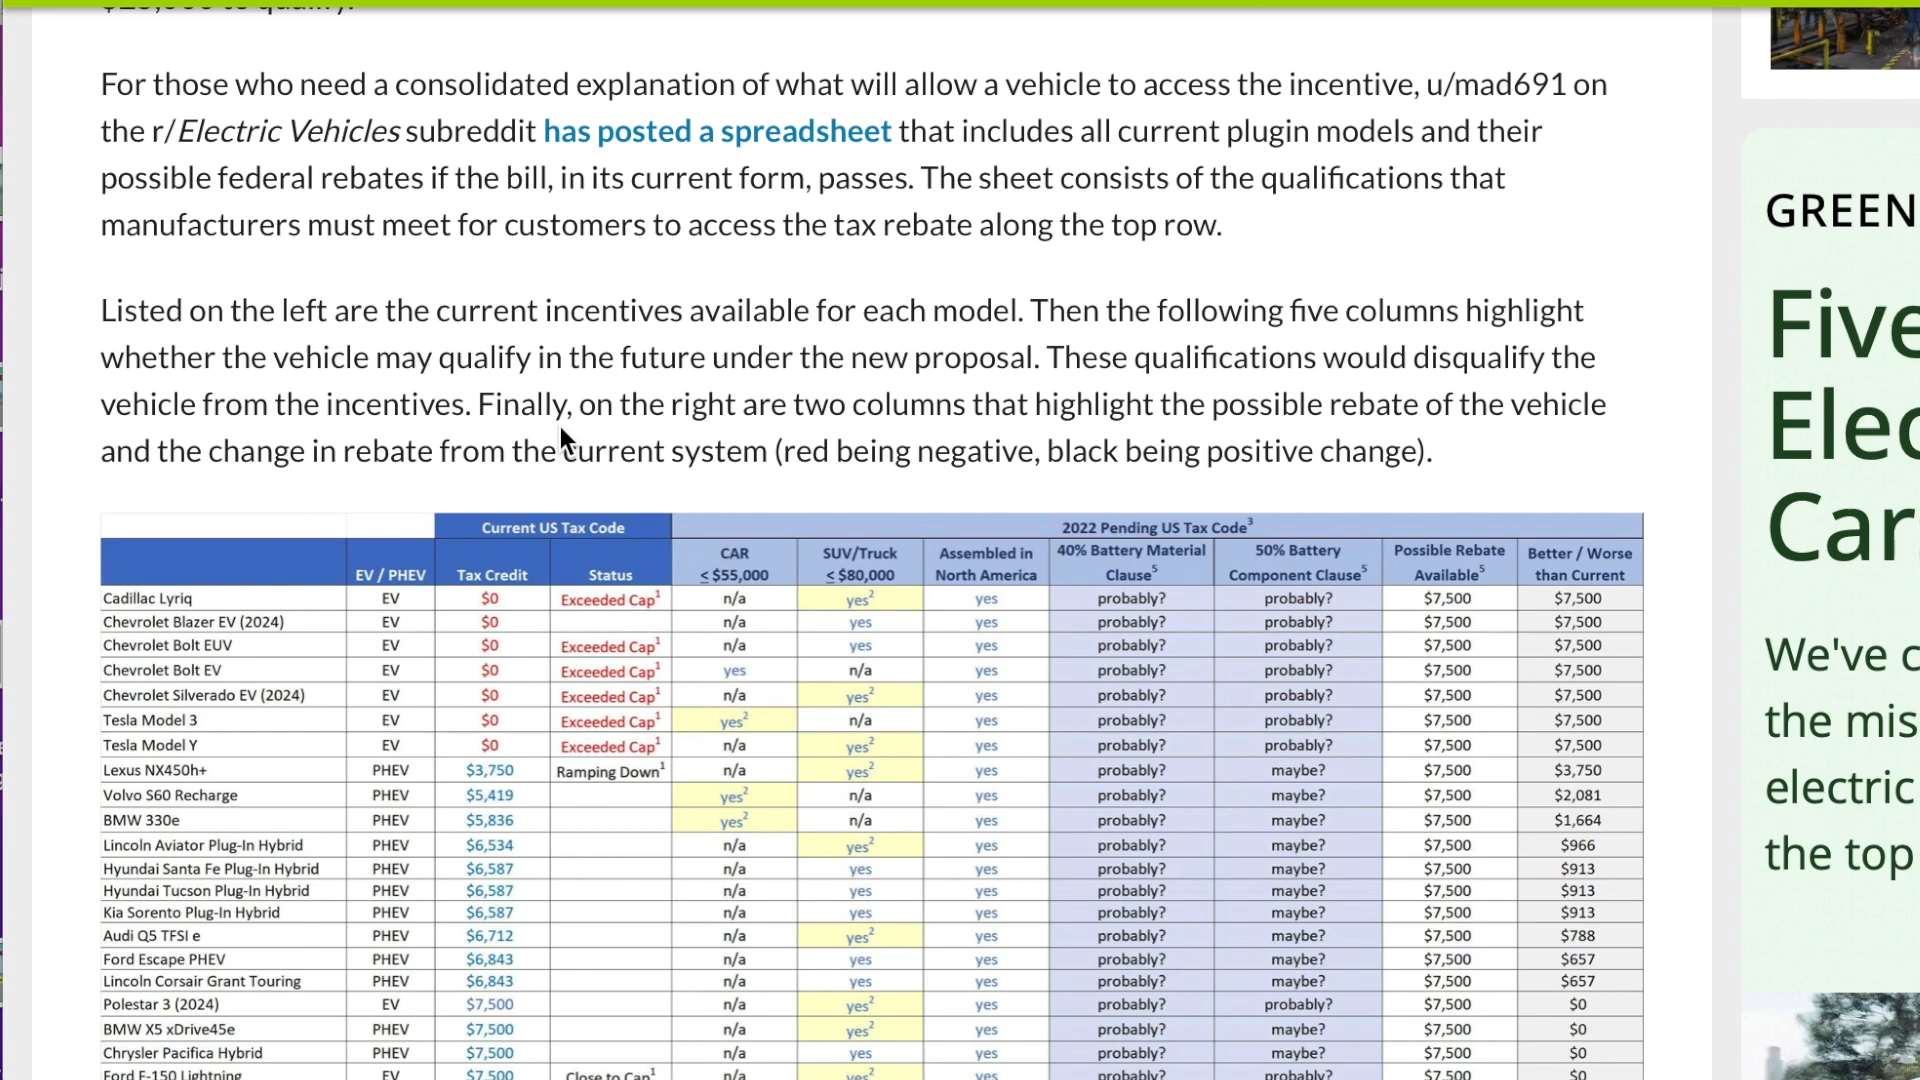 For those who need a consolidated explanation of what will allow a vehicle to access the incentive, u/mad691 on
the r/Electric Vehicles subreddit has posted a spreadsheet that includes all current plugin models and their
possible federal rebates if the bill, in its current form, passes. The sheet consists of the qualifications that
manufacturers must meet for customers to access the tax rebate along the top row.
Listed on the left are the current incentives available for each model. Then the following five columns highlight
whether the vehicle may qualify in the future under the new proposal. These qualifications would disqualify the
vehicle from the incentives. Finally, on the right are two columns that highlight the possible rebate of the vehicle
and the change in rebate from the current system (red being negative, black being positive change).
Current US Tax Code 2022 Pending US Tax Code³
EV / PHEV Tax Credit Status CAR ≤ $55,000 SUV/Truck ≤ $80,000 Assembled in North America 40% Battery Material Clause⁵ 50% Battery Component Clause⁵ Possible Rebate Available⁵ Better / Worse than Current
Cadillac Lyriq EV $0 Exceeded Cap¹ n/a yes² yes probably? probably? $7,500 $7,500
Chevrolet Blazer EV (2024) EV $0 n/a yes yes probably? probably? $7,500 $7,500
Chevrolet Bolt EUV EV $0 Exceeded Cap¹ n/a yes yes probably? probably? $7,500 $7,500
Chevrolet Bolt EV EV $0 Exceeded Cap¹ yes n/a yes probably? probably? $7,500 $7,500
Chevrolet Silverado EV (2024) EV $0 Exceeded Cap¹ n/a yes² yes probably? probably? $7,500 $7,500
Tesla Model 3 EV $0 Exceeded Cap¹ yes² n/a yes probably? probably? $7,500 $7,500
Tesla Model Y EV $0 Exceeded Cap¹ n/a yes² yes probably? probably? $7,500 $7,500
Lexus NX450h+ PHEV $3,750 Ramping Down¹ n/a yes² yes probably? maybe? $7,500 $3,750
Volvo S60 Recharge PHEV $5,419 yes² n/a yes probably? maybe? $7,500 $2,081
BMW 330e PHEV $5,836 yes² n/a yes probably? maybe? $7,500 $1,664
Lincoln Aviator Plug-In Hybrid PHEV $6,534 n/a yes² yes probably? maybe? $7,500 $966
Hyundai Santa Fe Plug-In Hybrid PHEV $6,587 n/a yes yes probably? maybe? $7,500 $913
Hyundai Tucson Plug-In Hybrid PHEV $6,587 n/a yes yes probably? maybe? $7,500 $913
Kia Sorento Plug-In Hybrid PHEV $6,587 n/a yes yes probably? maybe? $7,500 $913
Audi Q5 TFSI e PHEV $6,712 n/a yes² yes probably? maybe? $7,500 $788
Ford Escape PHEV PHEV $6,843 n/a yes yes probably? maybe? $7,500 $657
Lincoln Corsair Grant Touring PHEV $6,843 n/a yes yes probably? maybe? $7,500 $657
Polestar 3 (2024) EV $7,500 n/a yes² yes probably? probably? $7,500 $0
BMW X5 xDrive45e PHEV $7,500 n/a yes² yes probably? maybe? $7,500 $0
Chrysler Pacifica Hybrid PHEV $7,500 n/a yes yes probably? maybe? $7,500 $0
Ford F-150 Lightning EV $7,500 Close to Cap¹ n/a yes² yes probably? probably? $7,500 $0
GREEN
Five
Elec
Car
We've c
the mis
electric
the top